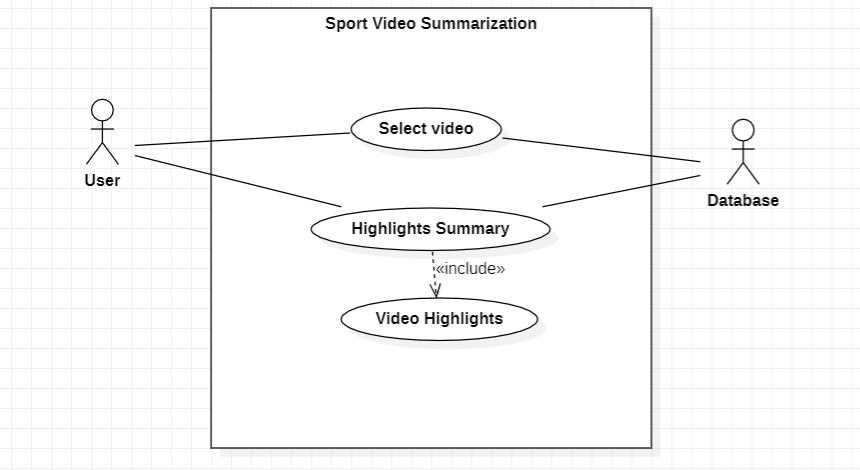 Sport Video Summarization
Select video
User
Database
Highlights Summary
«include»
Video Highlights